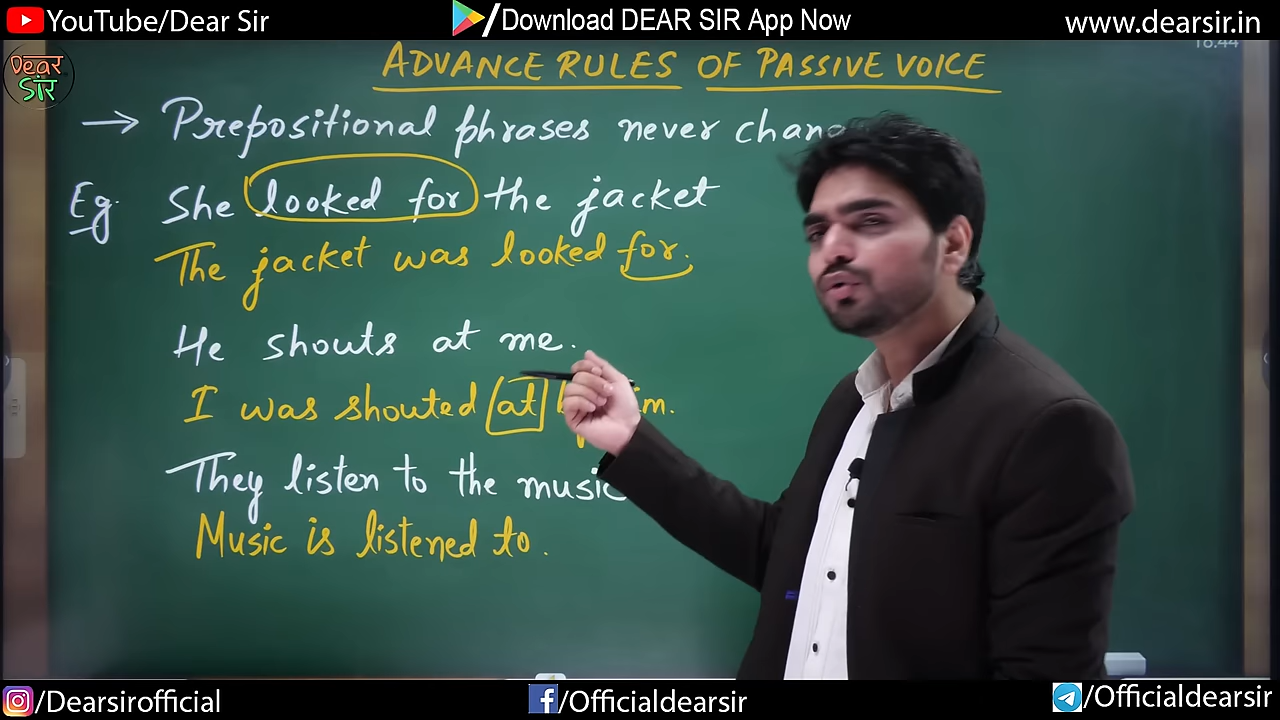 YouTube/Dear Sir
/Download DEAR SIR App Now
www.dearsir.in
Dear
सर
ADVANCE RULES OF PASSIVE VOICE
→ Prepositional phrases never
Eg. She looked for the jacket
The jacket was looked for.
He shouts at me.
I was shouted at
They listen to the music
Music is listened to.
/Dearsirofficial
/Officialdearsir
/Officialdearsir